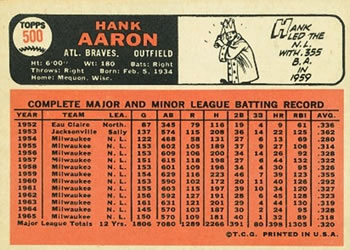 TOPPS
500
HANK
AARON
ATL. BRAVES, OUTFIELD
Ht: 6'00" Wt: 180 Bats: Right
Throws: Right Born: Feb. 5, 1934
Home: Mequon, Wisc.
HANK
LED THE
N.L.
WITH .355
B.A.
IN
1959
COMPLETE MAJOR AND MINOR LEAGUE BATTING RECORD
YEAR TEAM LEA. G AB R H 2B 3B HR RBI AVG.
1952 Eau Claire North. 87 345 79 116 19 4 9 61 .336
1953 Jacksonville Sally 137 574 115 208 36 14 22 125 .362
1954 Milwaukee N.L. 122 468 58 131 27 6 13 69 .280
1955 Milwaukee N.L. 153 602 105 189 37 9 27 106 .314
1956 Milwaukee N.L. 153 609 106 200 34 14 26 92 .328
1957 Milwaukee N.L. 151 615 118 198 27 6 44 132 .322
1958 Milwaukee N.L. 153 601 109 196 34 4 30 95 .326
1959 Milwaukee N.L. 154 629 116 223 46 7 39 123 .355
1960 Milwaukee N.L. 153 590 102 172 20 11 40 126 .292
1961 Milwaukee N.L. 155 603 115 197 39 10 34 120 .327
1962 Milwaukee N.L. 156 592 127 191 28 6 45 128 .323
1963 Milwaukee N.L. 161 631 121 201 29 4 44 130 .319
1964 Milwaukee N.L. 145 570 103 187 30 2 24 95 .328
1965 Milwaukee N.L. 150 570 109 181 40 1 32 89 .318
Major League Totals 12 Yrs. 1806 7080 1289 2266 391 80 398 1305 .320
©T.C.G. PRINTED IN U.S.A.